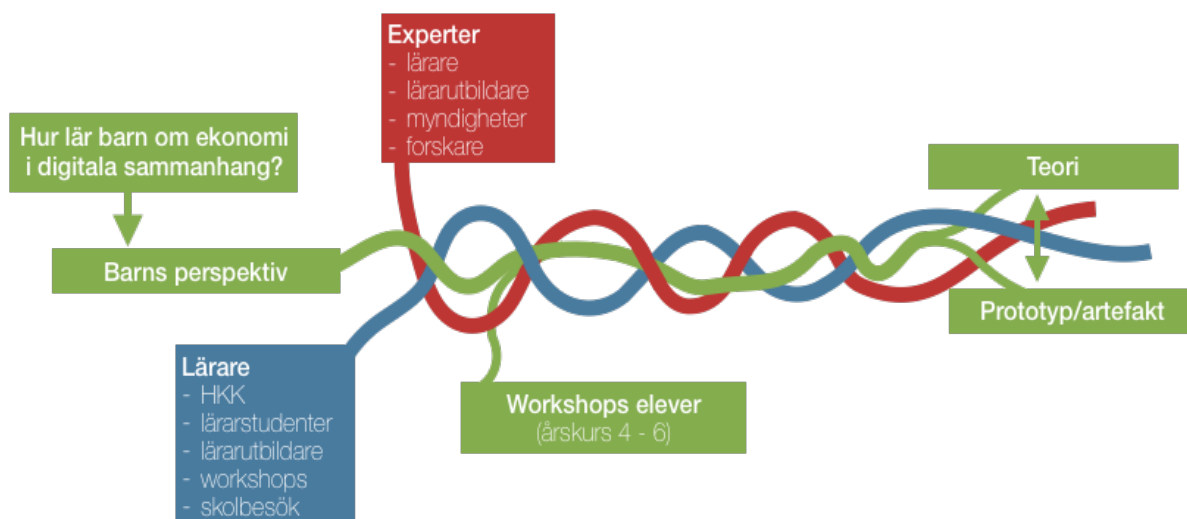 Experter
- lärare
- lärarutbildare
- myndigheter
- forskare
Hur lär barn om ekonomi
i digitala sammanhang?
Barns perspektiv
Lärare
- HKK
- lärarstudenter
- lärarutbildare
- workshops
- skolbesök
Workshops elever
(årskurs 4 - 6)
Teori
Prototyp/artefakt